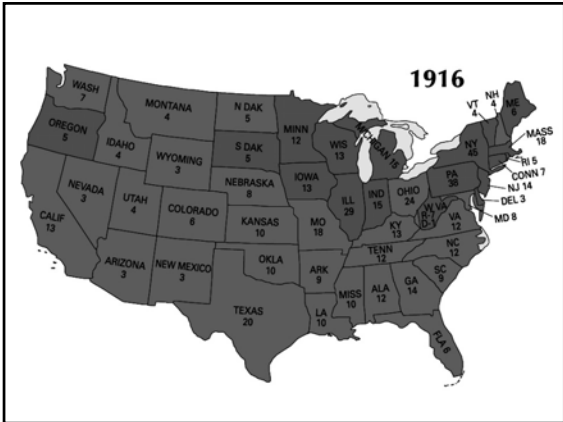 1916
WASH
7
OREGON
5
CALIF
13
NEVADA
3
IDAHO
4
MONTANA
4
WYOMING
3
UTAH
4
ARIZONA
3
COLORADO
6
NEW MEXICO
3
N DAK
5
S DAK
5
NEBRASKA
8
KANSAS
10
OKLA
10
TEXAS
20
MINN
12
IOWA
13
MO
18
ARK
9
LA
10
WIS
13
ILL
29
MICHIGAN 15
IND
15
OHIO
24
KY
13
TENN
12
MISS
10
ALA
12
GA
14
FLA 6
SC
9
NC
12
VA
12
W VA
R-7
D-1
PA
38
NY
45
VT
4
NH
4
ME
6
MASS
18
RI 5
CONN 7
NJ 14
DEL 3
MD 8